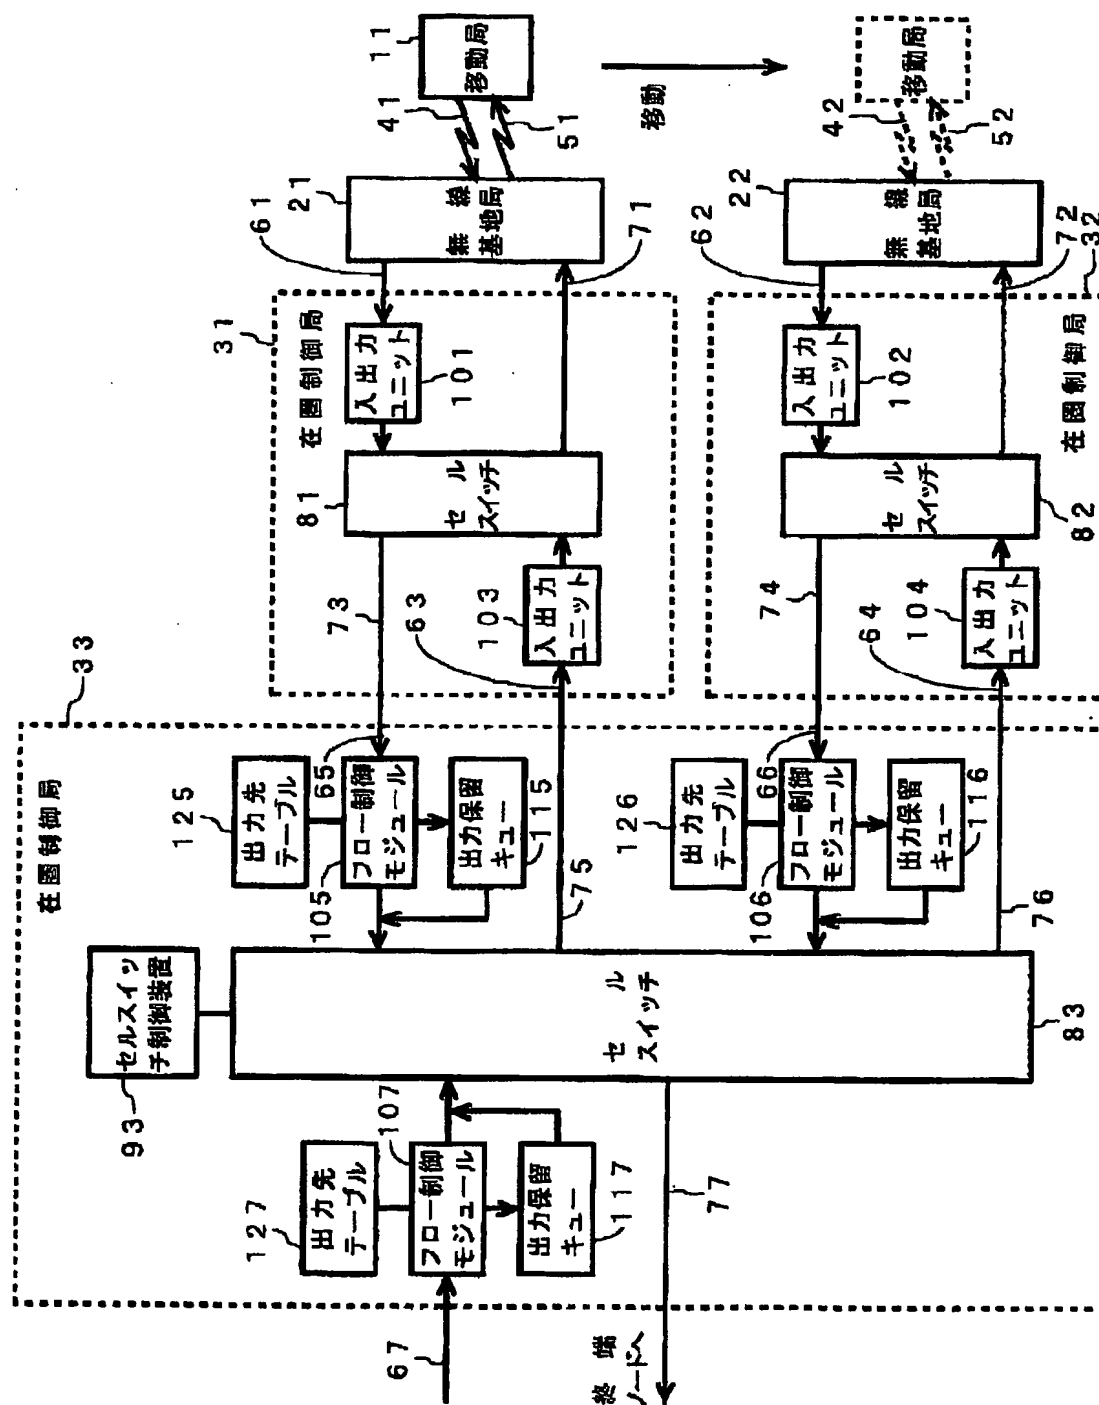 11
移動局
41
51
移動
移動局
42
52
21
無線
基地局
61
71
22
無線
基地局
62
72
32
31
在圏制御局
入出力
ユニット
101
81
セル
スイッチ
73
103
入出力
ユニット
63
在圏制御局
入出力
ユニット
102
セル
スイッチ
82
74
104
入出力
ユニット
64
33
在圏制御局
125
出力先
テーブル
65
フロー制御
モジュール
105
出力保留
キュー
115
75
126
出力先
テーブル
66
フロー制御
モジュール
106
出力保留
キュー
116
76
93
セルスイッ
チ制御装置
セル
スイッチ
83
127
出力先
テーブル
107
フロー制御
モジュール
出力保留
キュー
117
77
67
終端
ノードへ